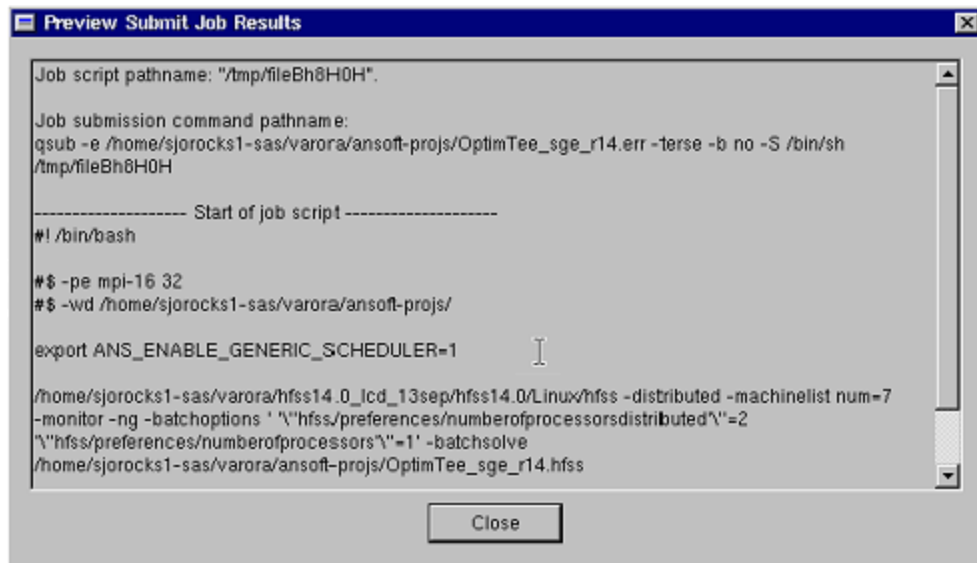 Preview Submit Job Results
Job script pathname: "/tmp/fileBh8H0H".
Job submission command pathname:
qsub -e /home/sjorocks1-sas/varora/ansoft-projs/OptimTee_sge_r14.err -terse -b no -S /bin/sh
/tmp/fileBh8H0H
-------------------- Start of job script --------------------
#! /bin/bash
#$ -pe mpi-16 32
#$ -wd /home/sjorocks1-sas/varora/ansoft-projs/
export ANS_ENABLE_GENERIC_SCHEDULER=1
/home/sjorocks1-sas/varora/hfss14.0_lcd_13sep/hfss14.0/Linux/hfss -distributed -machinelist num=7
-monitor -ng -batchoptions ' '\"'hfss/preferences/numberofprocessorsdistributed'\"=2
'\"'hfss/preferences/numberofprocessors'\"=1' -batchsolve
/home/sjorocks1-sas/varora/ansoft-projs/OptimTee_sge_r14.hfss
Close